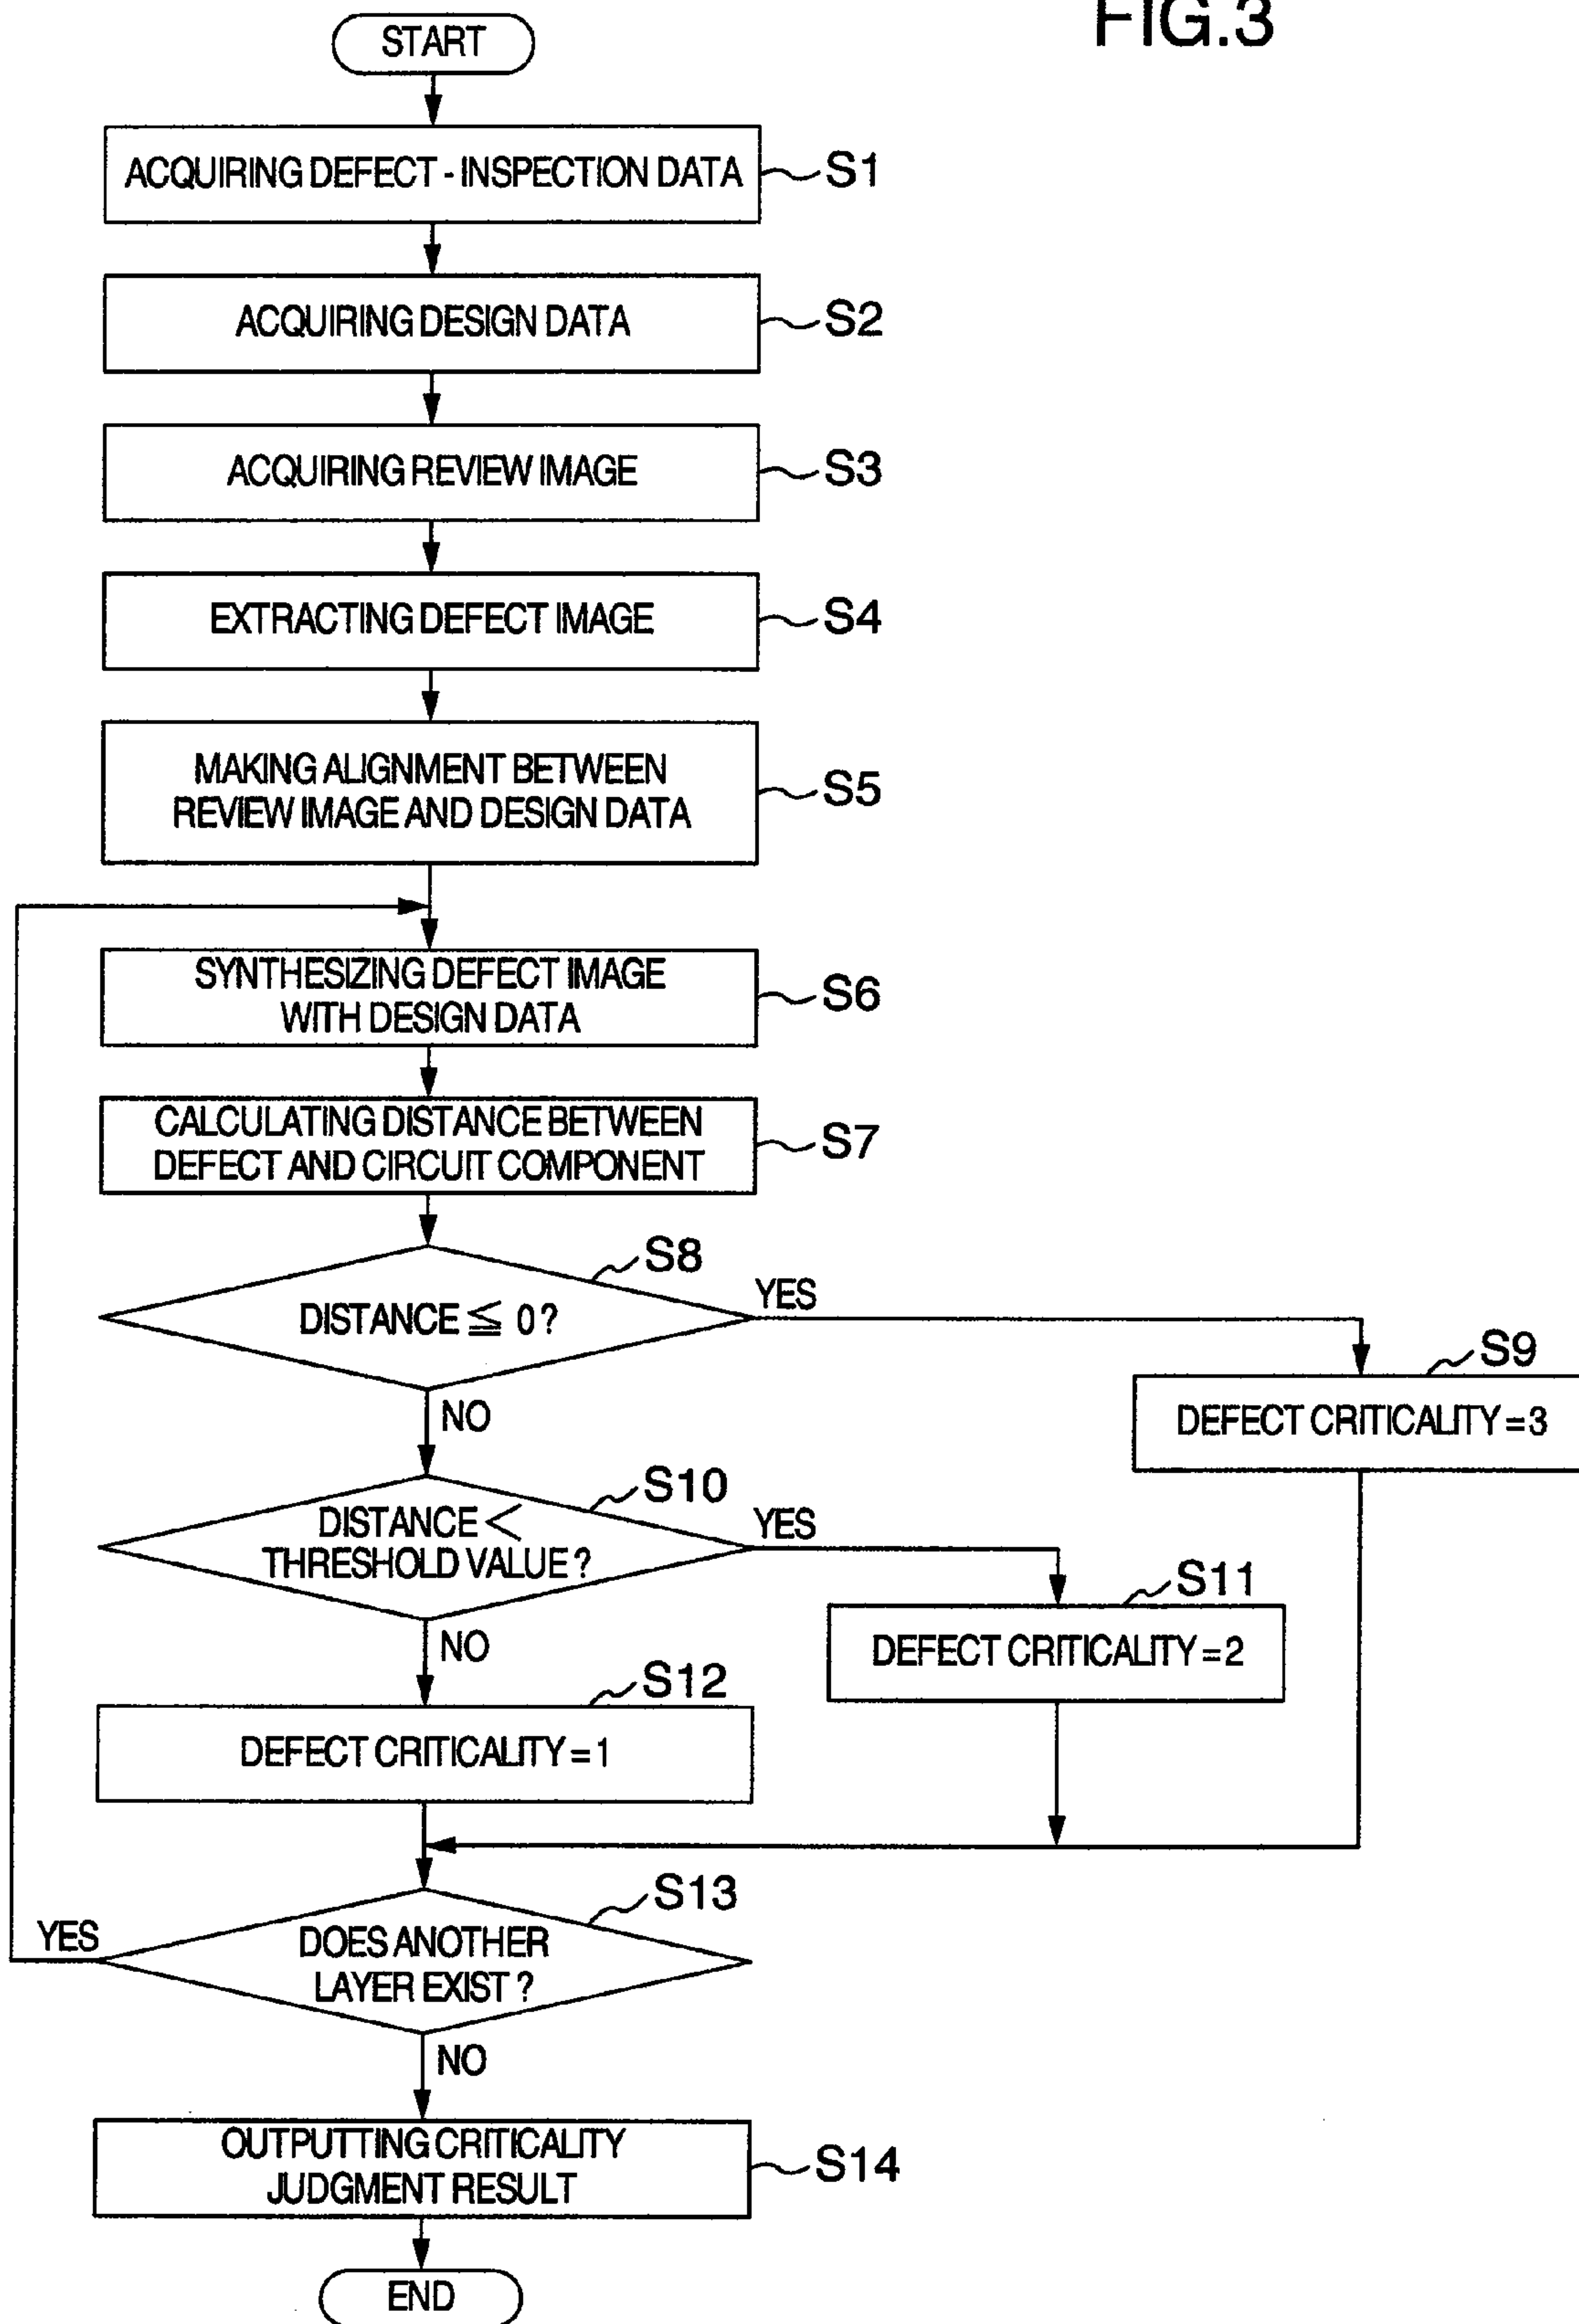 FIG.3
START
ACQUIRING DEFECT - INSPECTION DATA
S1
ACQUIRING DESIGN DATA
S2
ACQUIRING REVIEW IMAGE
S3
EXTRACTING DEFECT IMAGE
S4
MAKING ALIGNMENT BETWEEN
REVIEW IMAGE AND DESIGN DATA
S5
SYNTHESIZING DEFECT IMAGE
WITH DESIGN DATA
S6
CALCULATING DISTANCE BETWEEN
DEFECT AND CIRCUIT COMPONENT
S7
S8
DISTANCE ≦ 0 ?
YES
NO
S9
DEFECT CRITICALITY = 3
S10
DISTANCE <
THRESHOLD VALUE ?
YES
NO
S11
DEFECT CRITICALITY = 2
S12
DEFECT CRITICALITY = 1
S13
DOES ANOTHER
LAYER EXIST ?
YES
NO
OUTPUTTING CRITICALITY
JUDGMENT RESULT
S14
END